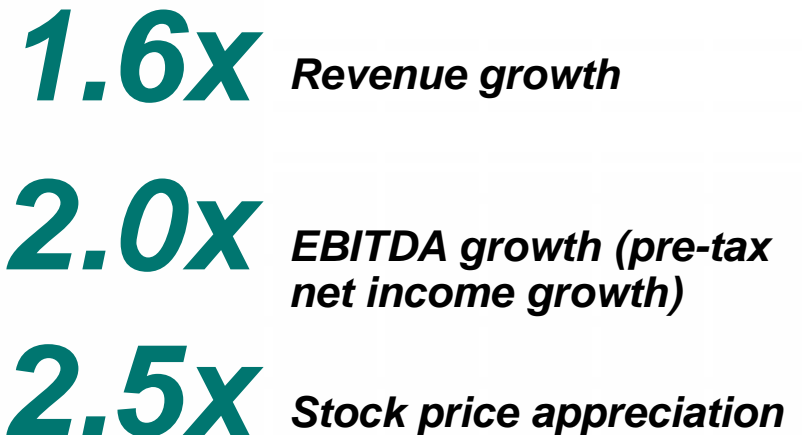 1.6x Revenue growth
2.0x EBITDA growth (pre-tax
net income growth)
2.5x Stock price appreciation